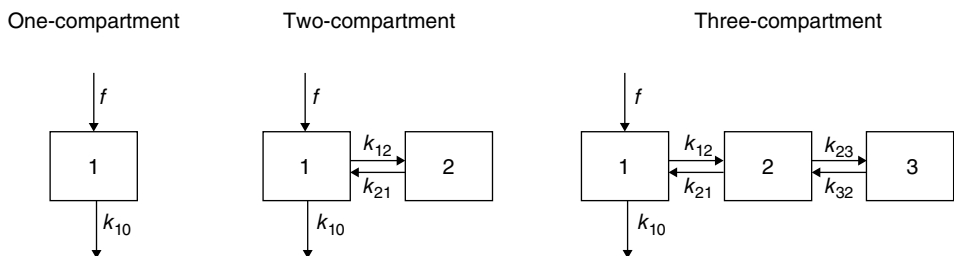 One-compartment Two-compartment Three-compartment
f f f
k12 k12 k23
1 1 2 1 2 3
k21 k21 k32
k10 k10 k10